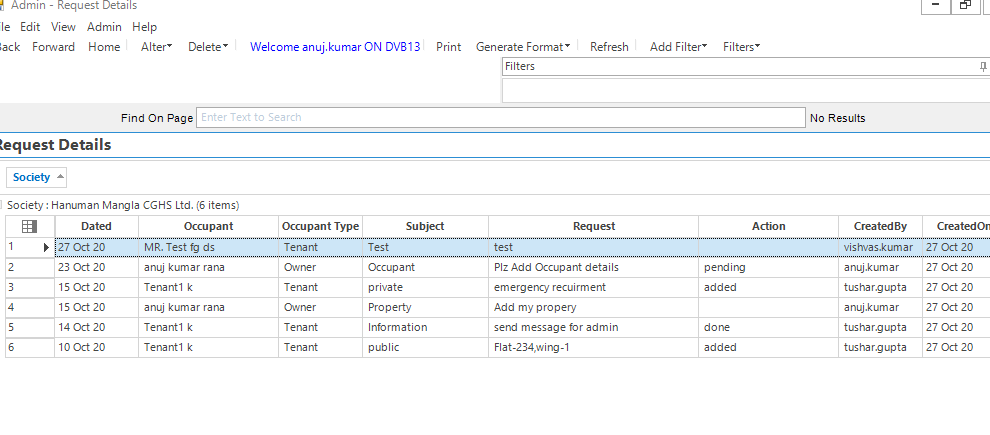 Admin - Request Details
Edit View Admin Help
Forward Home Alter Delete Welcome anuj.kumar ON DVB13 Print Generate Format Refresh Add Filter Filters
Filters
Find On Page Enter Text to Search No Results
Request Details
Society
Society : Hanuman Mangla CGHS Ltd. (6 items)
Dated Occupant Occupant Type Subject Request Action CreatedBy CreatedOn
1 27 Oct 20 MR. Test fg ds Tenant Test test vishvas.kumar 27 Oct 20
2 23 Oct 20 anuj kumar rana Owner Occupant Plz Add Occupant details pending anuj.kumar 27 Oct 20
3 15 Oct 20 Tenant1 k Tenant private emergency recuirment added tushar.gupta 27 Oct 20
4 15 Oct 20 anuj kumar rana Owner Property Add my propery anuj.kumar 27 Oct 20
5 14 Oct 20 Tenant1 k Tenant Information send message for admin done tushar.gupta 27 Oct 20
6 10 Oct 20 Tenant1 k Tenant public Flat-234,wing-1 added tushar.gupta 27 Oct 20